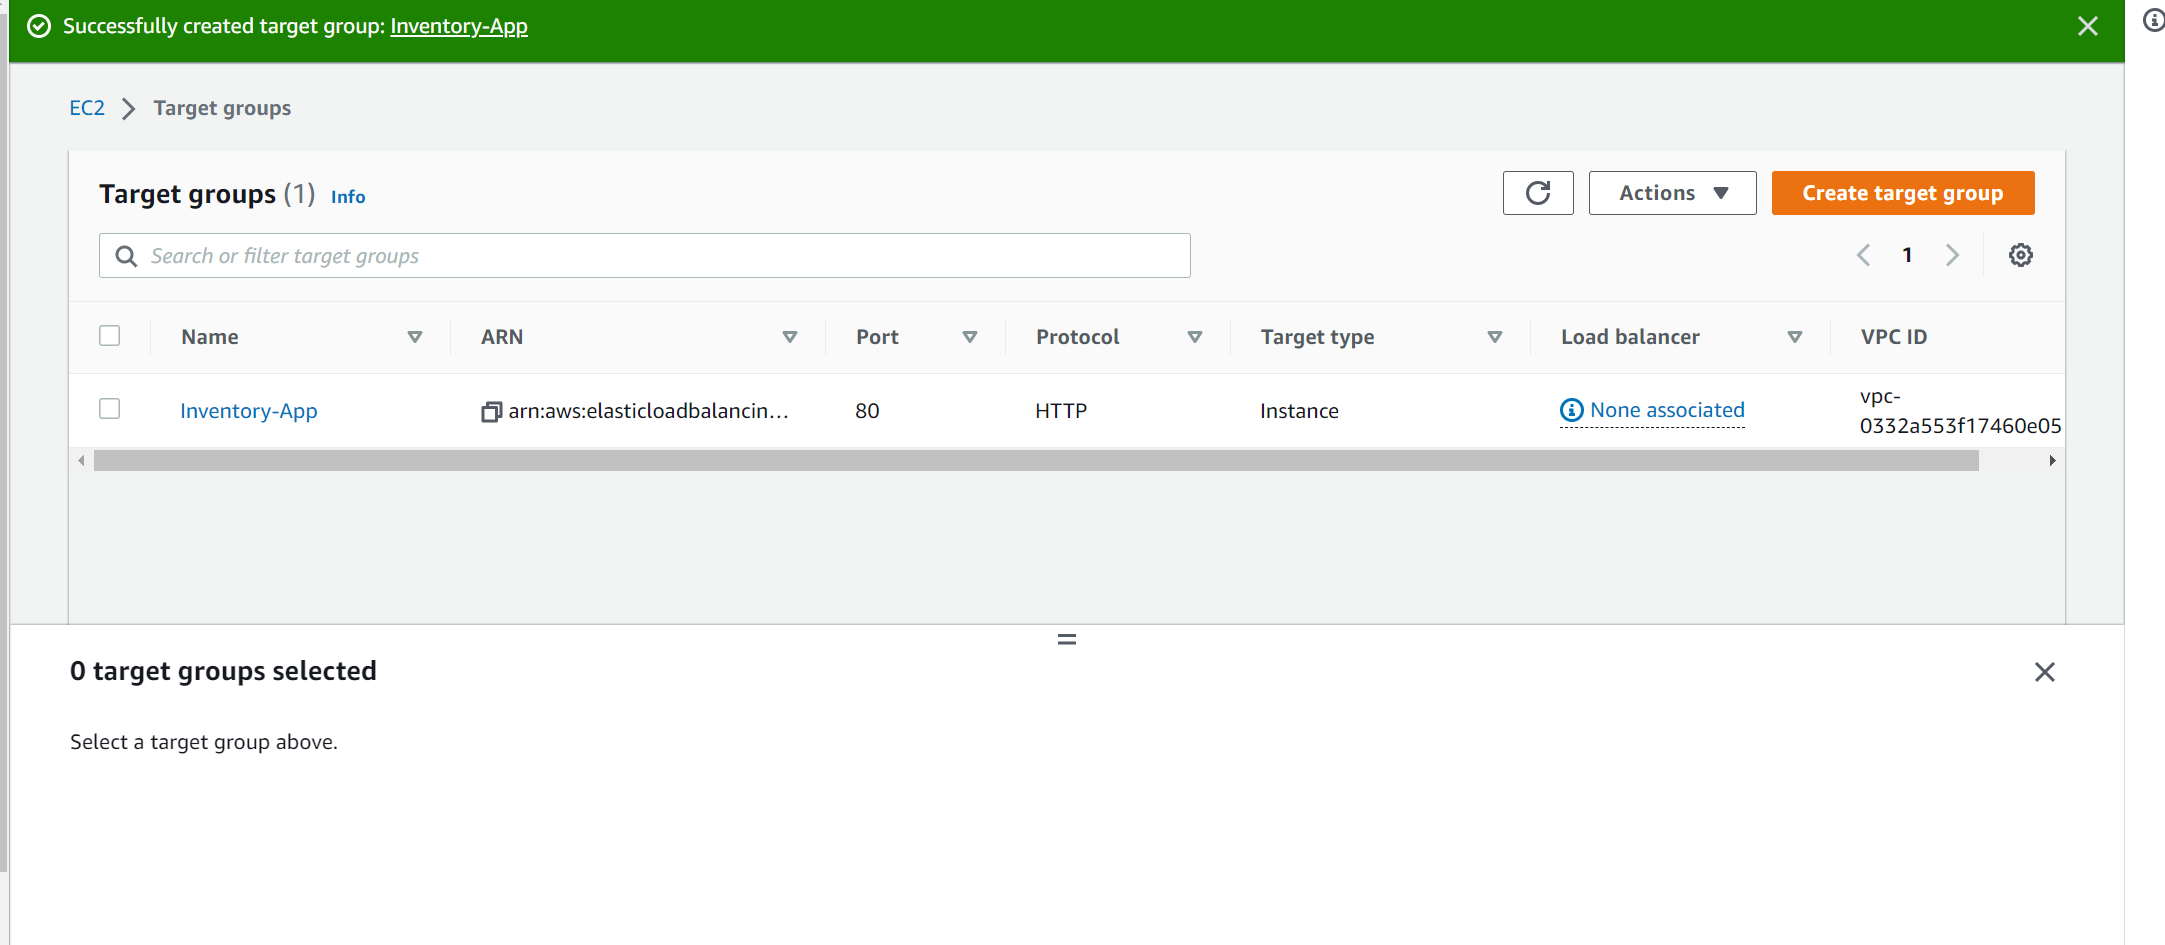 Successfully created target group: Inventory-App
EC2 Target groups
Target groups (1) Info
Actions
Create target group
Search or filter target groups
1
Name ARN Port Protocol Target type Load balancer VPC ID
Inventory-App arn:aws:elasticloadbalancin... 80 HTTP Instance None associated vpc-
0332a553f17460e05
0 target groups selected
Select a target group above.